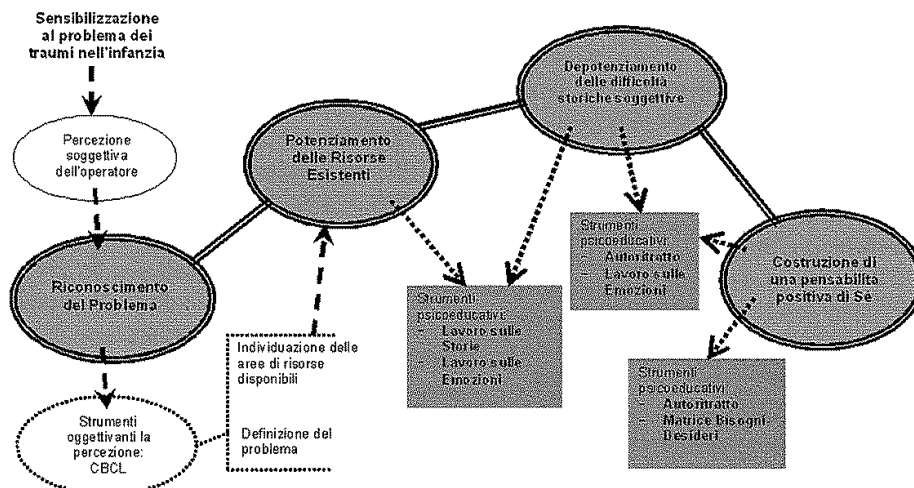 Sensibilizzazione
al problema dei
traumi nell'infanzia
Percezione
soggettiva
dell'operatore
Riconoscimento
del Problema
Strumenti
oggettivanti la
percezione:
CBCL
Individuazione delle
aree di risorse
disponibili
Definizione del
problema
Potenziamento
delle Risorse
Esistenti
Depotenziamento
delle difficoltà
storiche soggettive
Strumenti
psicoeducativi:
- Lavoro sulle
Storie
- Lavoro sulle
Emozioni
Strumenti
psicoeducativi:
- Autoritratto
- Lavoro sulle
Emozioni
Costruzione di
una pensabilita
positiva di Se
Strumenti
psicoeducativi:
- Autoritratto
- Matrice Bisogni
Desideri